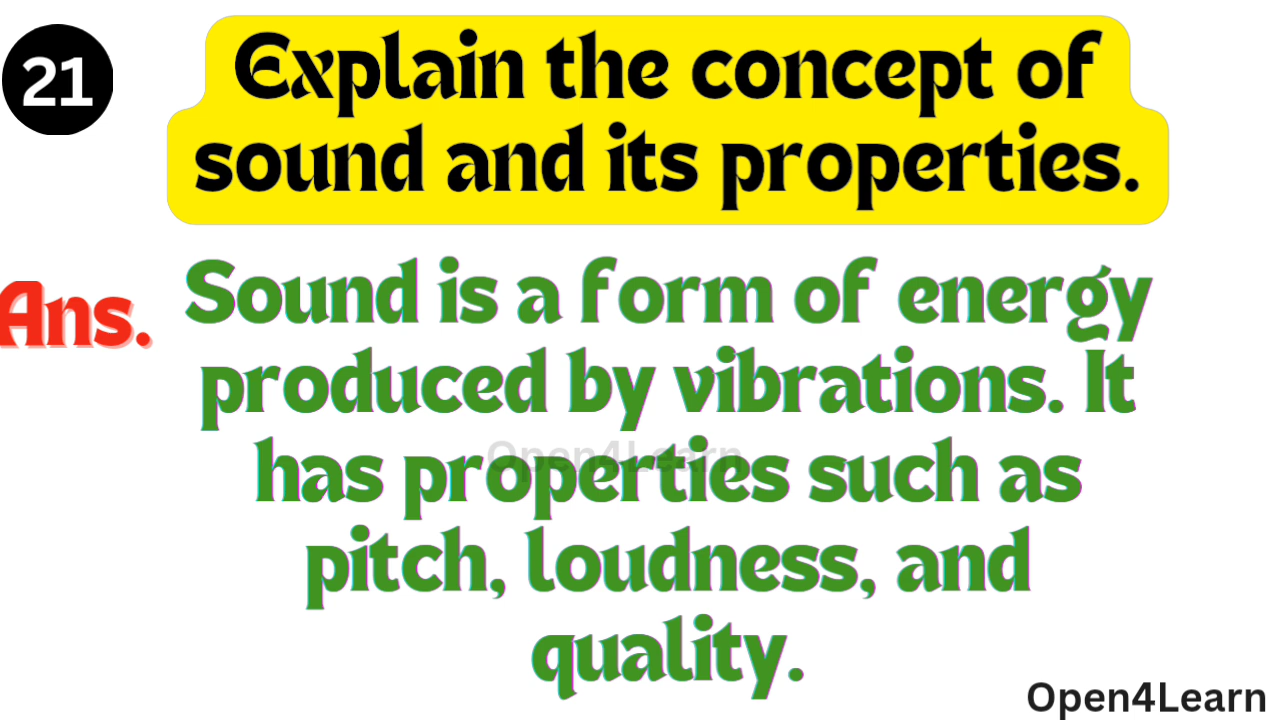 21
Explain the concept of
sound and its properties.
Ans.
Sound is a form of energy
produced by vibrations. It
has properties such as
pitch, loudness, and
quality.
Open4Learn
Open4Learn